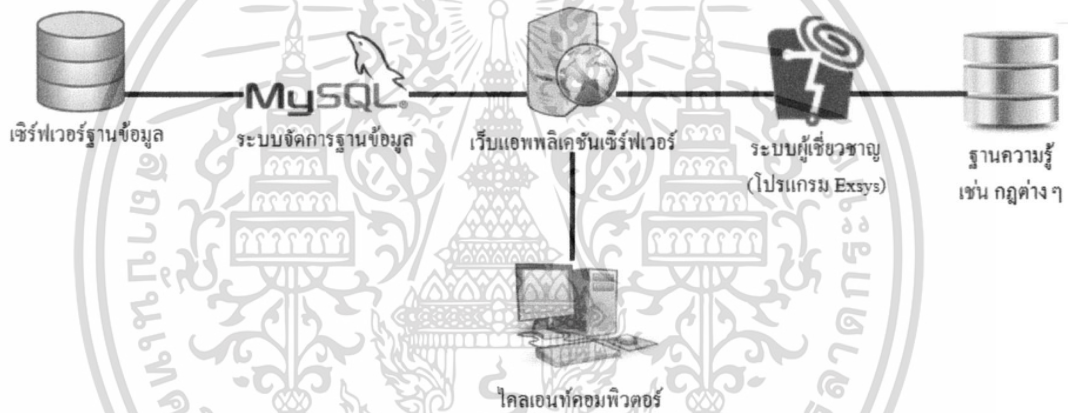 MySQL.
เซิร์ฟเวอร์ฐานข้อมูล
ระบบจัดการฐานข้อมูล
เว็บแอพพลิเคชันเซิร์ฟเวอร์
ระบบผู้เชี่ยวชาญ
(โปรแกรม Exsys)
ฐานความรู้
เช่น กฎต่าง ๆ
ไคลเอนท์คอมพิวตอร์